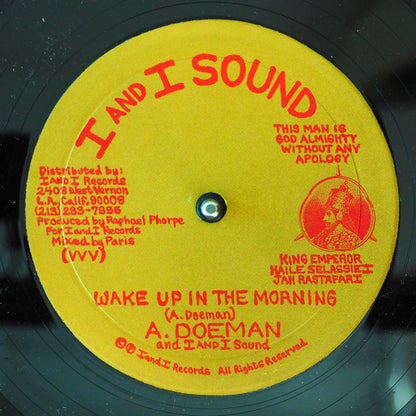 I AND I SOUND
THIS MAN IS
GOD ALMIGHTY
WITHOUT ANY
APOLOGY
Distributed by:
I AND I Records
2408 West Vernon
L.A., Calif. 90008
(213) 293-7995
Produced by Raphael Phorpe
For I and I Records
Mixed by Paris
(VVV)
KING EMPEROR
HAILE SELASSIE I
JAH RASTAFARI
WAKE UP IN THE MORNING
(A. Doeman)
A. DOEMAN
and I AND I Sound
© ℗ I and I Records All Rights Reserved